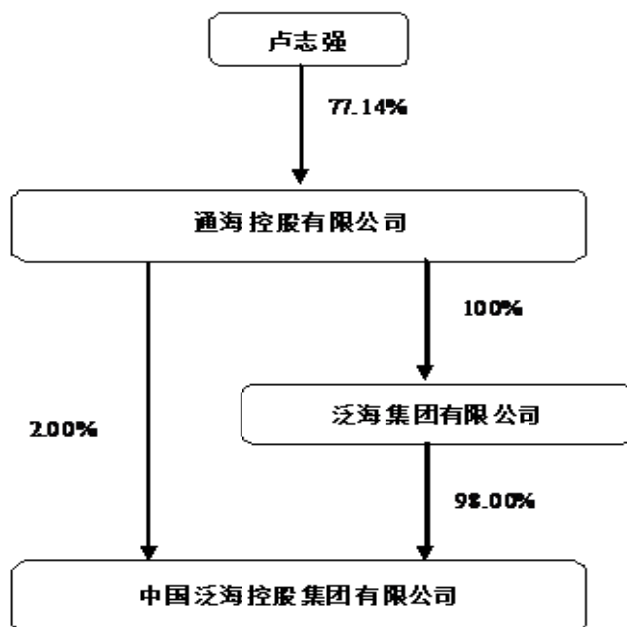 卢志强
77.14%
通海控股有限公司
100%
泛海集团有限公司
2.00%
98.00%
中国泛海控股集团有限公司